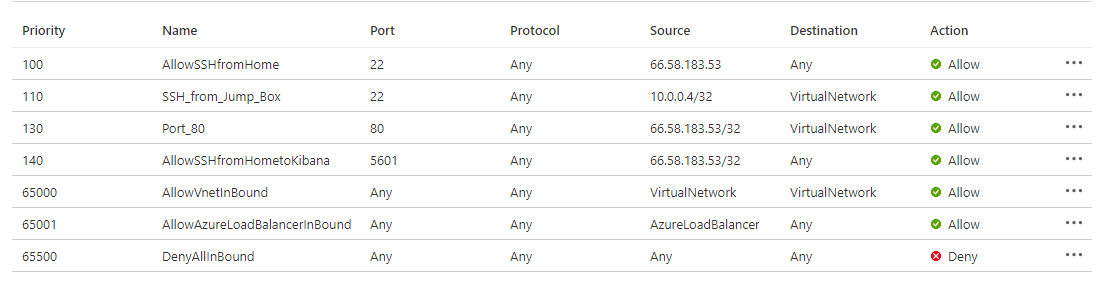 Priority Name Port Protocol Source Destination Action
100 AllowSSHfromHome 22 Any 66.58.183.53 Any Allow
110 SSH_from_Jump_Box 22 Any 10.0.0.4/32 VirtualNetwork Allow
130 Port_80 80 Any 66.58.183.53/32 VirtualNetwork Allow
140 AllowSSHfromHometoKibana 5601 Any 66.58.183.53/32 Any Allow
65000 AllowVnetInBound Any Any VirtualNetwork VirtualNetwork Allow
65001 AllowAzureLoadBalancerInBound Any Any AzureLoadBalancer Any Allow
65500 DenyAllInBound Any Any Any Any Deny